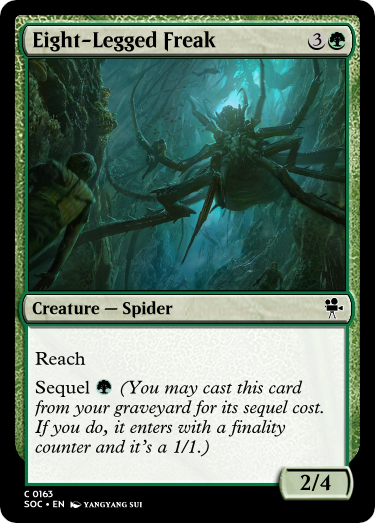 Eight-Legged Freak 3
Creature — Spider
Reach
Sequel (You may cast this card
from your graveyard for its sequel cost.
If you do, it enters with a finality
counter and it's a 1/1.)
2/4
C 0163
SOC • EN YANGYANG SUI